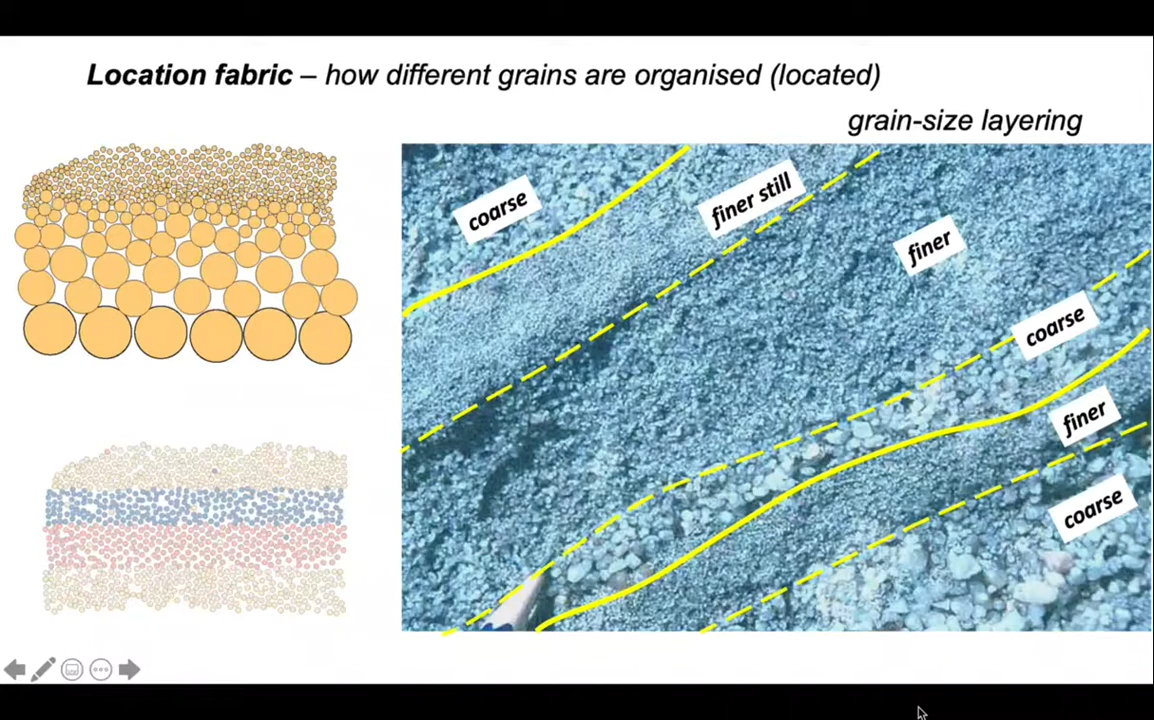 Location fabric – how different grains are organised (located)
grain-size layering
coarse
finer still
finer
coarse
finer
coarse